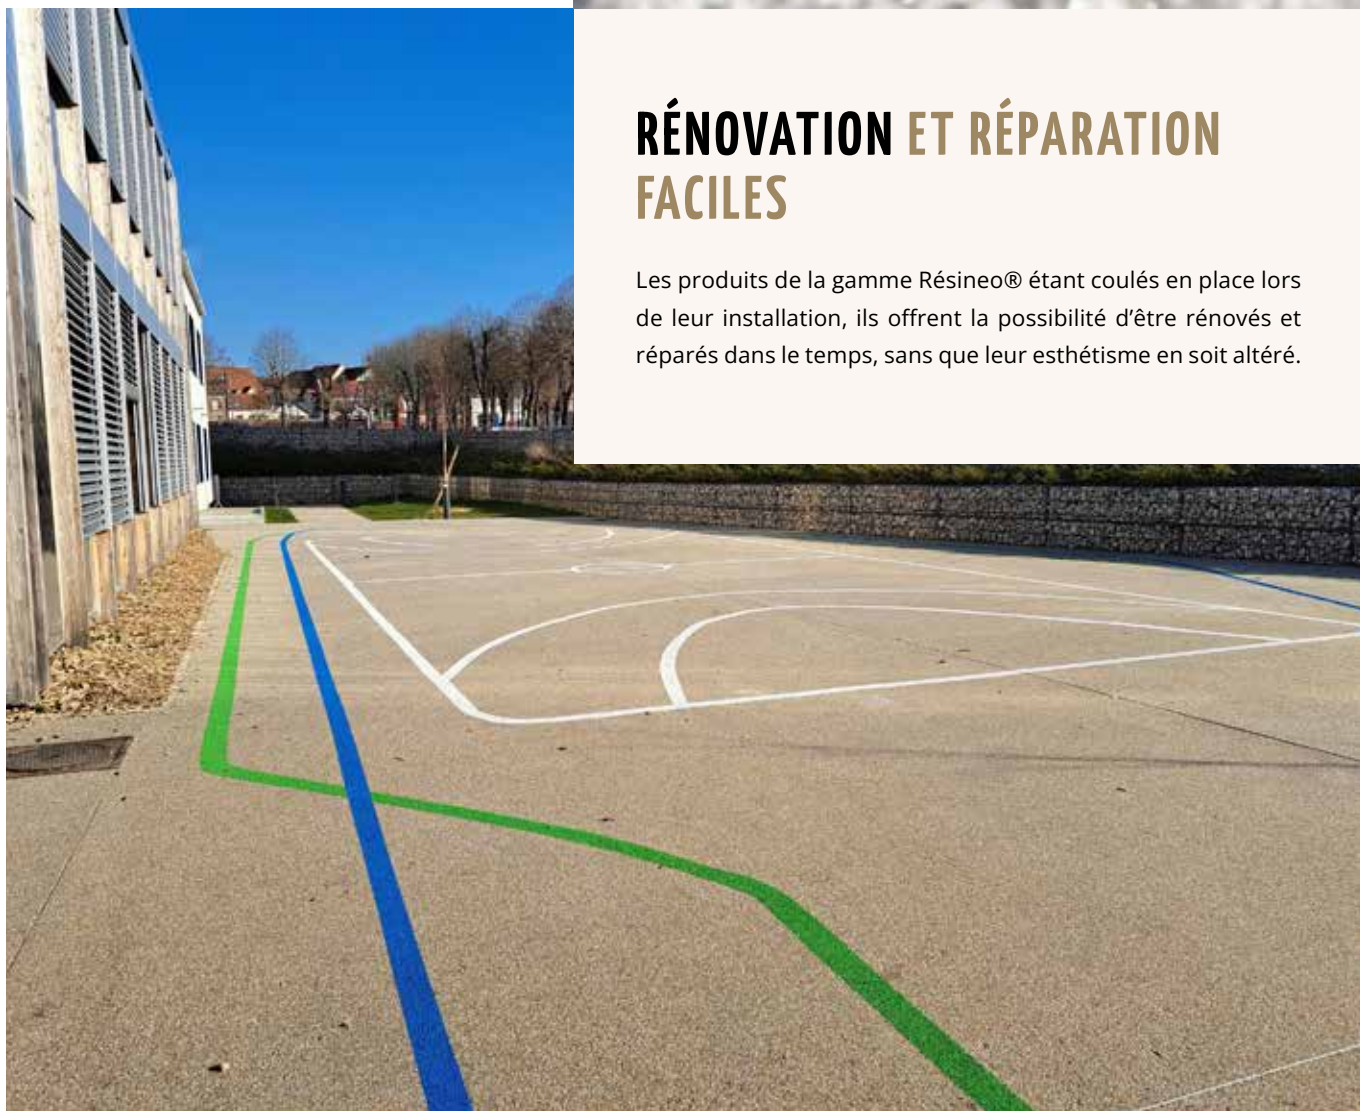 RÉNOVATION ET RÉPARATION
FACILES
Les produits de la gamme Résineo® étant coulés en place lors
de leur installation, ils offrent la possibilité d’être rénovés et
réparés dans le temps, sans que leur esthétisme en soit altéré.